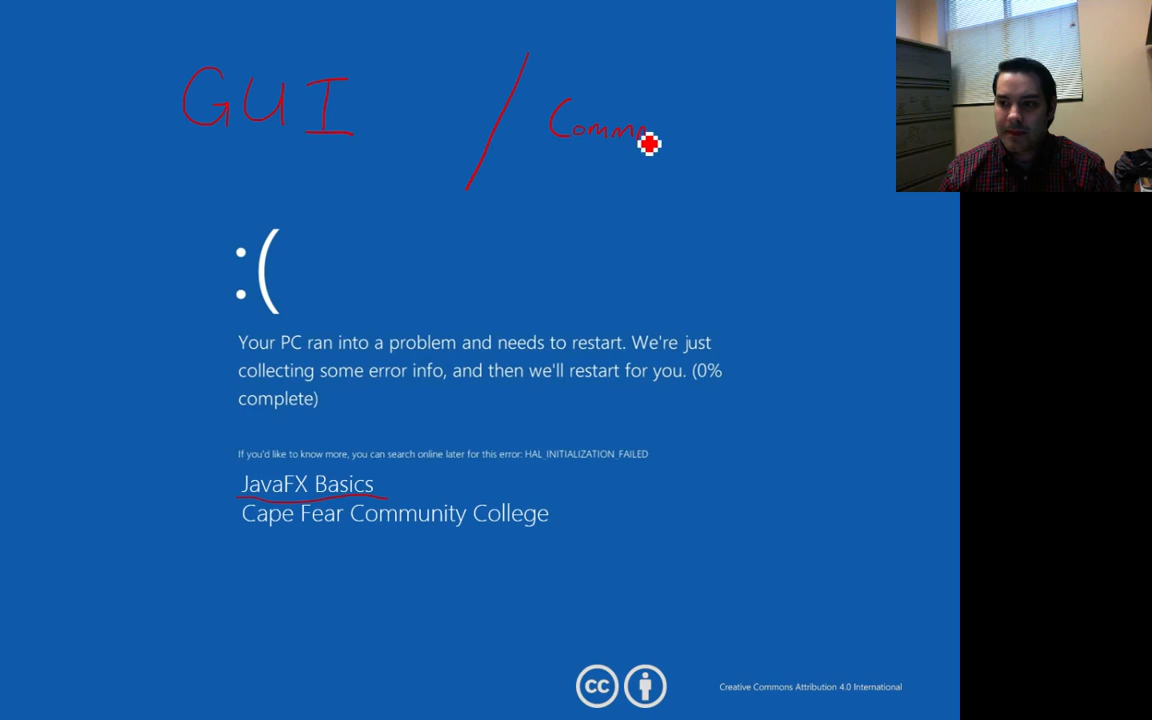 GUI / Comm
:(
Your PC ran into a problem and needs to restart. We're just
collecting some error info, and then we'll restart for you. (0%
complete)
If you'd like to know more, you can search online later for this error: HAL_INITIALIZATION_FAILED
JavaFX Basics
Cape Fear Community College
cc
Creative Commons Attribution 4.0 International